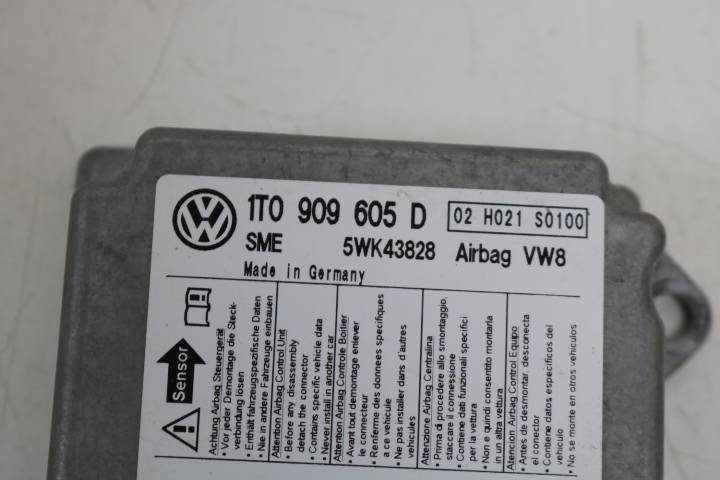 1T0 909 605 D
02 H021 S0100
SME 5WK43828 Airbag VW8
Made in Germany
Sensor
Achtung Airbag Steuergerät
• Vor jeder Demontage die Steck-
verbindung lösen
• Enthält fahrzeugspezifische Daten
• Nie in andere Fahrzeuge einbauen
Attention Airbag Control Unit
• Before any disassembly
detach the connector
• Contains specific vehicle data
• Never install in another car
Attention Airbag Controle Boitier
• Avant tout demontage enlever
le connecteur
• Renferme des donnees specifiques
a ce vehicule
• Ne pas installer dans d'autres
vehicules
Attenzione Airbag Centralina
• Prima di procedere allo smontaggio,
staccare il connessione
• Contiene dati funzionali specifici
per la vettura
• Non e quindi consentito montarla
in un altra vettura
Atencion Airbag Control Equipo
• Antes de desmontar desconecta
el conector
• Contiene datos especificos del
vehiculo
• No se monte en otros vehiculos